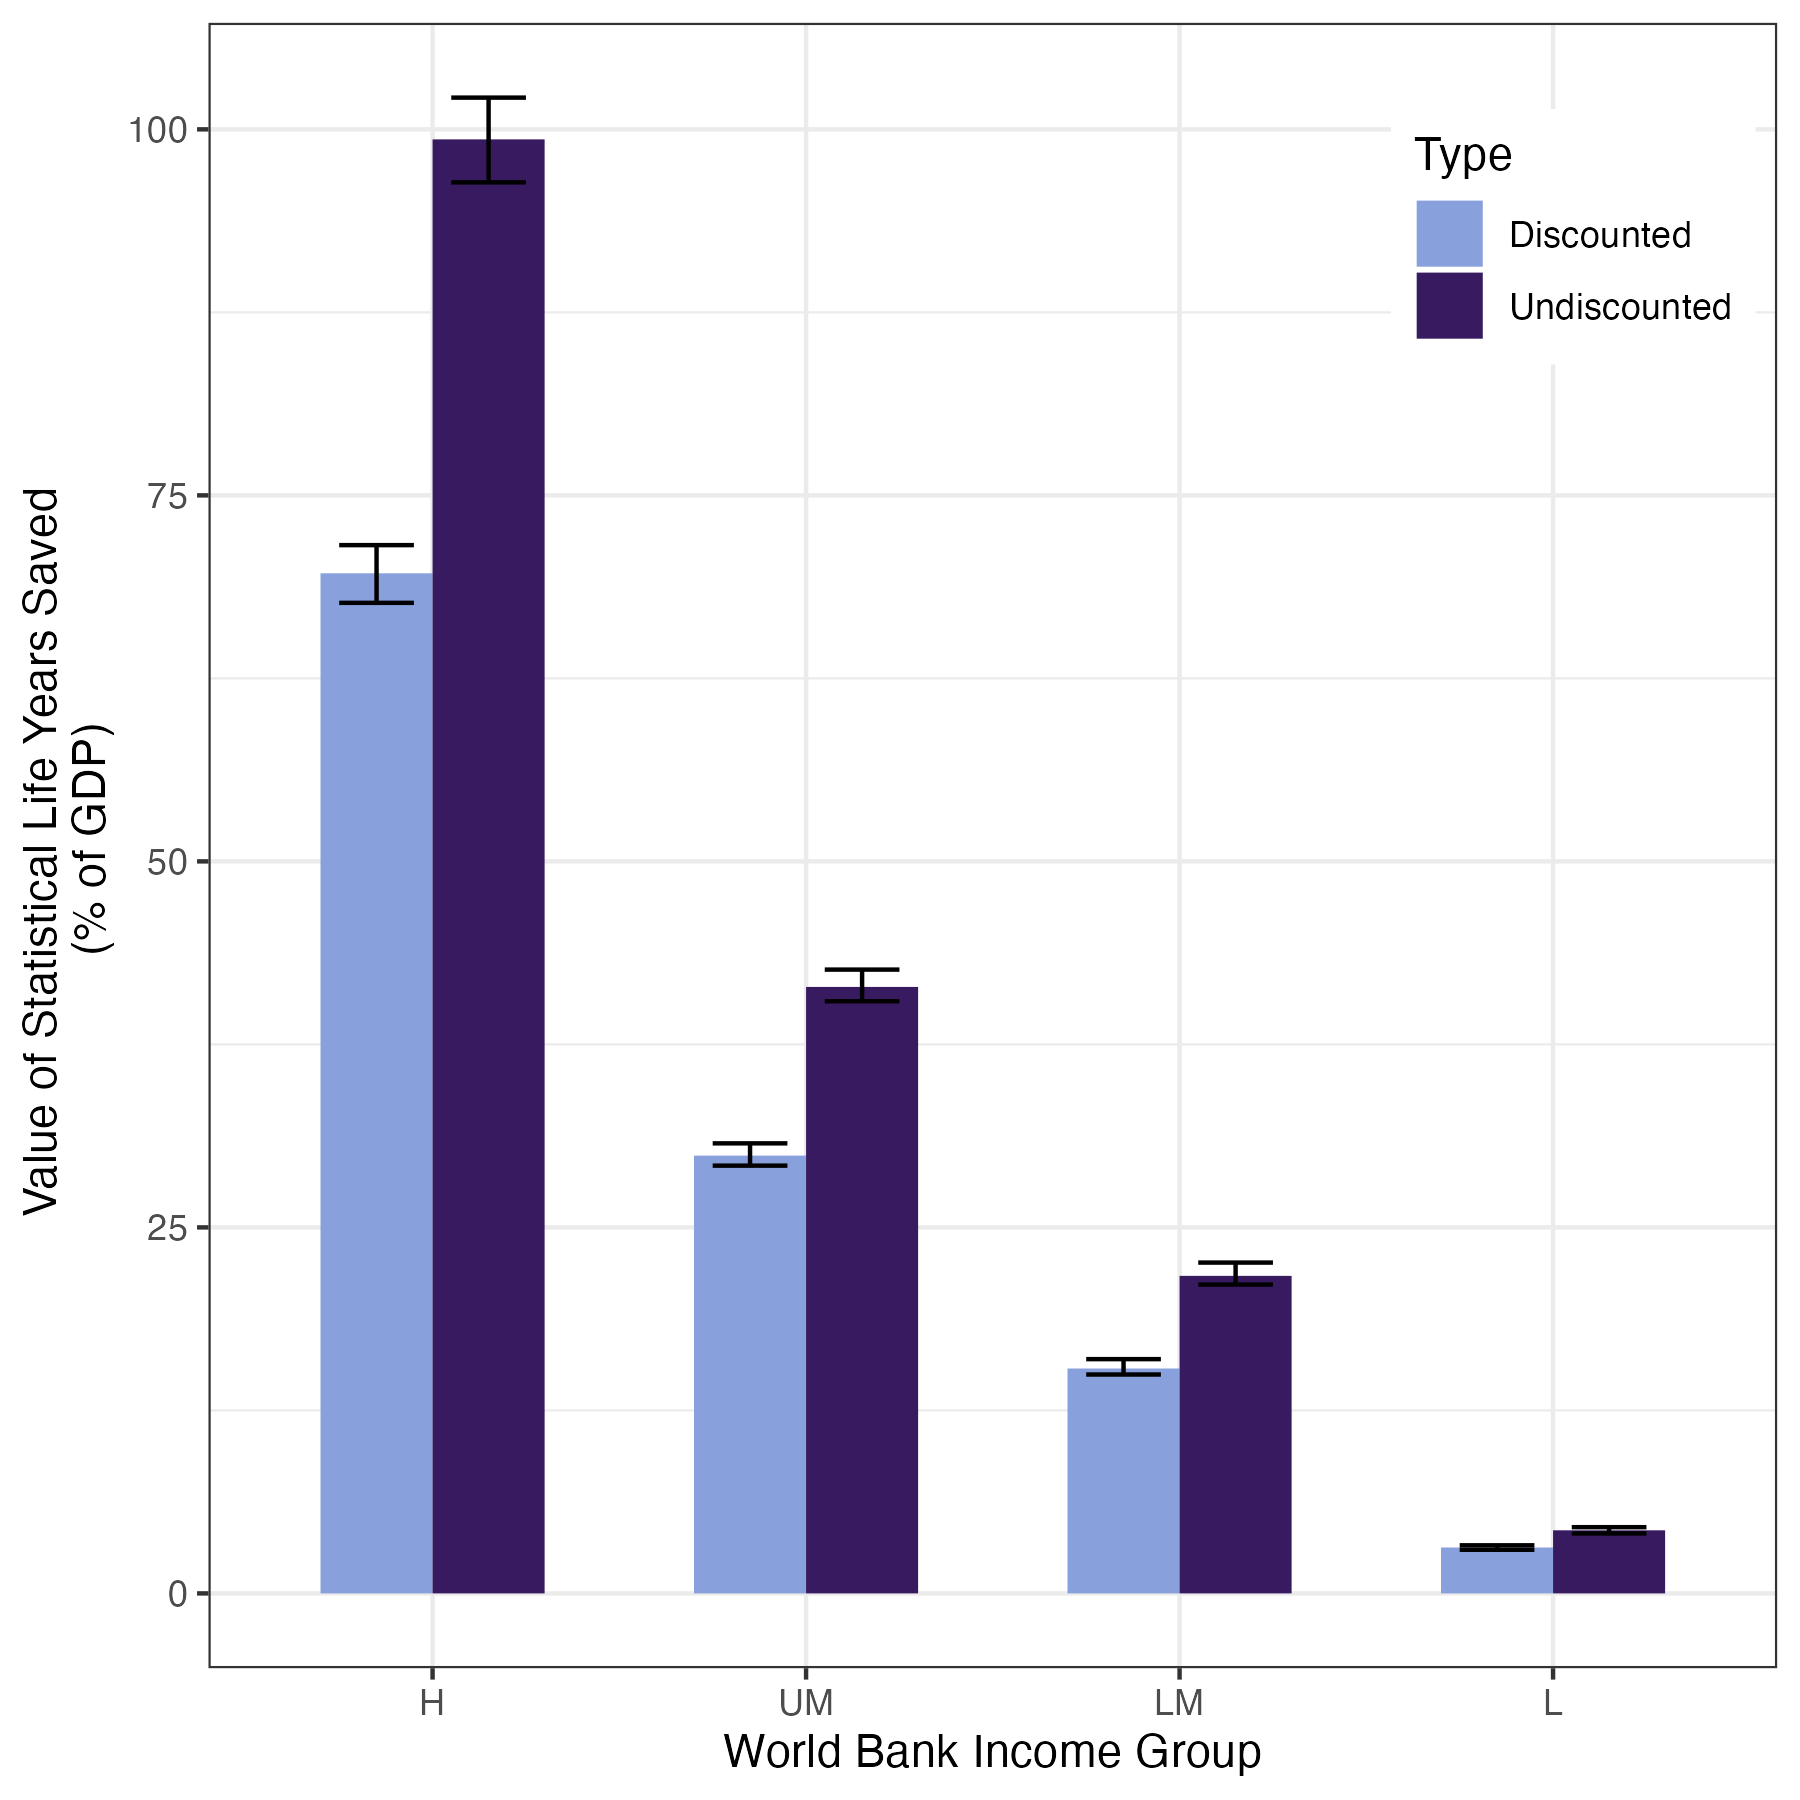 Value of Statistical Life Years Saved
(% of GDP)
100
75
50
25
0
Type
Discounted
Undiscounted
H
UM
LM
L
World Bank Income Group